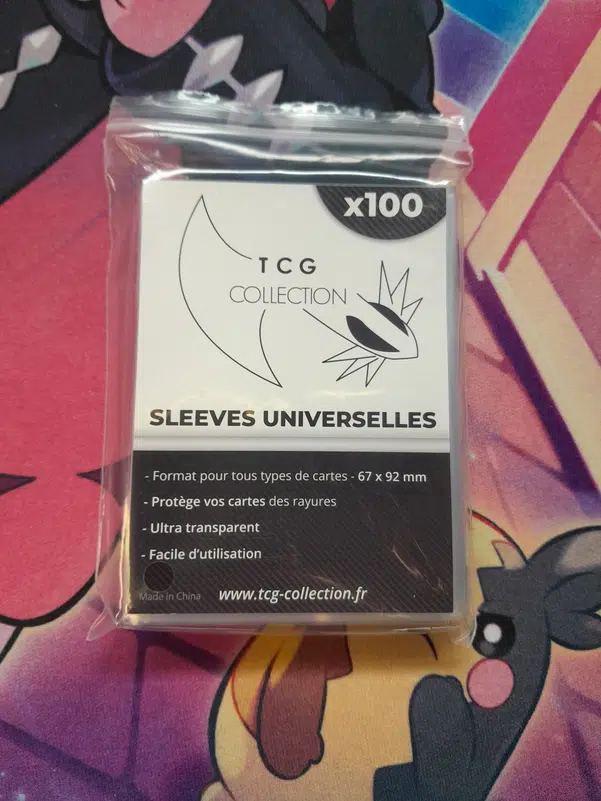 x100
TCG
COLLECTION
SLEEVES UNIVERSELLES
- Format pour tous types de cartes - 67 x 92 mm
- Protège vos cartes des rayures
- Ultra transparent
- Facile d'utilisation
Made in China
www.tcg-collection.fr